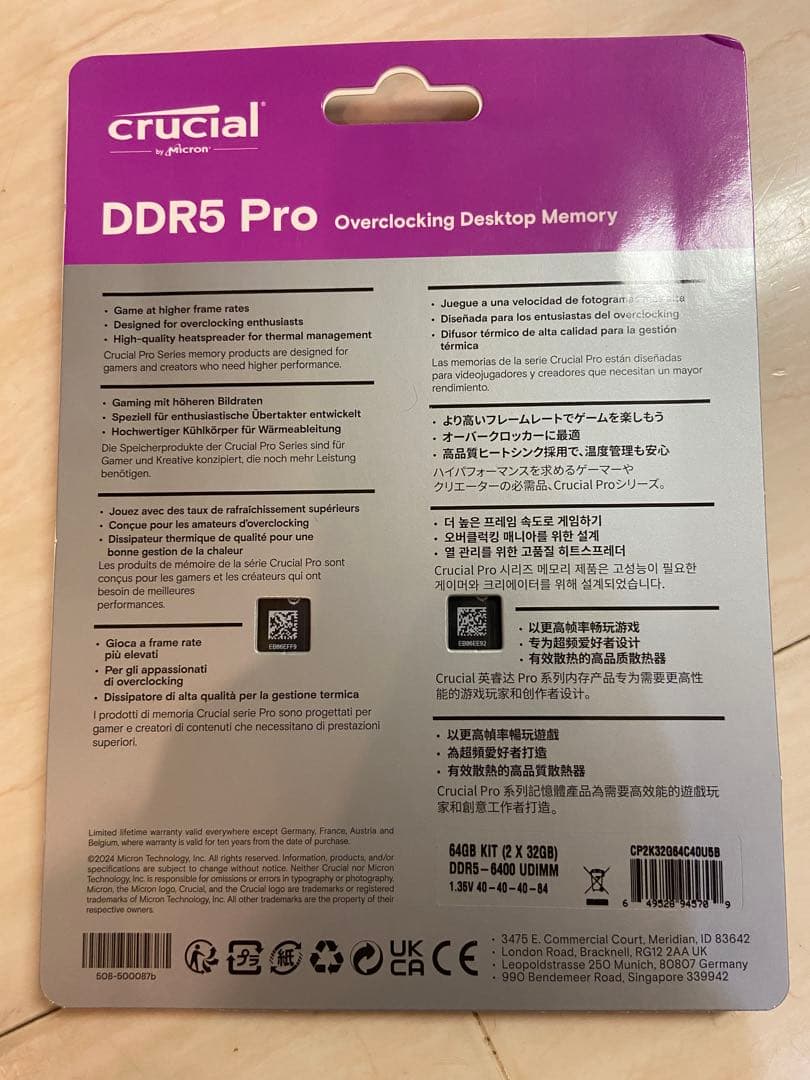 crucial
by Micron
DDR5 Pro Overclocking Desktop Memory
• Game at higher frame rates
• Designed for overclocking enthusiasts
• High-quality heatspreader for thermal management
Crucial Pro Series memory products are designed for
gamers and creators who need higher performance.
• Gaming mit höheren Bildraten
• Speziell für enthusiastische Übertakter entwickelt
• Hochwertiger Kühlkörper für Wärmeableitung
Die Speicherprodukte der Crucial Pro Series sind für
Gamer und Kreative konzipiert, die noch mehr Leistung
benötigen.
• Jouez avec des taux de rafraîchissement supérieurs
• Conçue pour les amateurs d'overclocking
• Dissipateur thermique de qualité pour une
bonne gestion de la chaleur
Les produits de mémoire de la série Crucial Pro sont
conçus pour les gamers et les créateurs qui ont
besoin de meilleures
performances.
EB06EFF9
• Gioca a frame rate
più elevati
• Per gli appassionati
di overclocking
• Dissipatore di alta qualità per la gestione termica
I prodotti di memoria Crucial serie Pro sono progettati per
gamer e creatori di contenuti che necessitano di prestazioni
superiori.
• Juegue a una velocidad de fotogramas más alta
• Diseñada para los entusiastas del overclocking
• Difusor térmico de alta calidad para la gestión
térmica
Las memorias de la serie Crucial Pro están diseñadas
para videojugadores y creadores que necesitan un mayor
rendimiento.
• より高いフレームレートでゲームを楽しもう
• オーバークロッカーに最適
• 高品質ヒートシンク採用で、温度管理も安心
ハイパフォーマンスを求めるゲーマーや
クリエーターの必需品、Crucial Proシリーズ。
• 더 높은 프레임 속도로 게임하기
• 오버클럭킹 매니아를 위한 설계
• 열 관리를 위한 고품질 히트스프레더
Crucial Pro 시리즈 메모리 제품은 고성능이 필요한
게이머와 크리에이터를 위해 설계되었습니다.
EB06EE92
• 以更高帧率畅玩游戏
• 专为超频爱好者设计
• 有效散热的高品质散热器
Crucial 英睿达 Pro 系列内存产品专为需要更高性
能的游戏玩家和创作者设计。
• 以更高幀率暢玩遊戲
• 為超頻愛好者打造
• 有效散熱的高品質散熱器
Crucial Pro 系列記憶體產品為需要高效能的遊戲玩
家和創意工作者打造。
Limited lifetime warranty valid everywhere except Germany, France, Austria and
Belgium, where warranty is valid for ten years from the date of purchase.
©2024 Micron Technology, Inc. All rights reserved. Information, products, and/or
specifications are subject to change without notice. Neither Crucial nor Micron
Technology, Inc. is responsible for omissions or errors in typography or photography.
Micron, the Micron logo, Crucial, and the Crucial logo are trademarks or registered
trademarks of Micron Technology, Inc. All other trademarks are the property of their
respective owners.
64GB KIT (2 X 32GB)
DDR5-6400 UDIMM
1.35V 40-40-40-84
CP2K32G64C40U5B
6 49528 94570 9
508-500087b
プラ
紙
UK
CA
CE
• 3475 E. Commercial Court, Meridian, ID 83642
• London Road, Bracknell, RG12 2AA UK
• Leopoldstrasse 250 Munich, 80807 Germany
• 990 Bendemeer Road, Singapore 339942